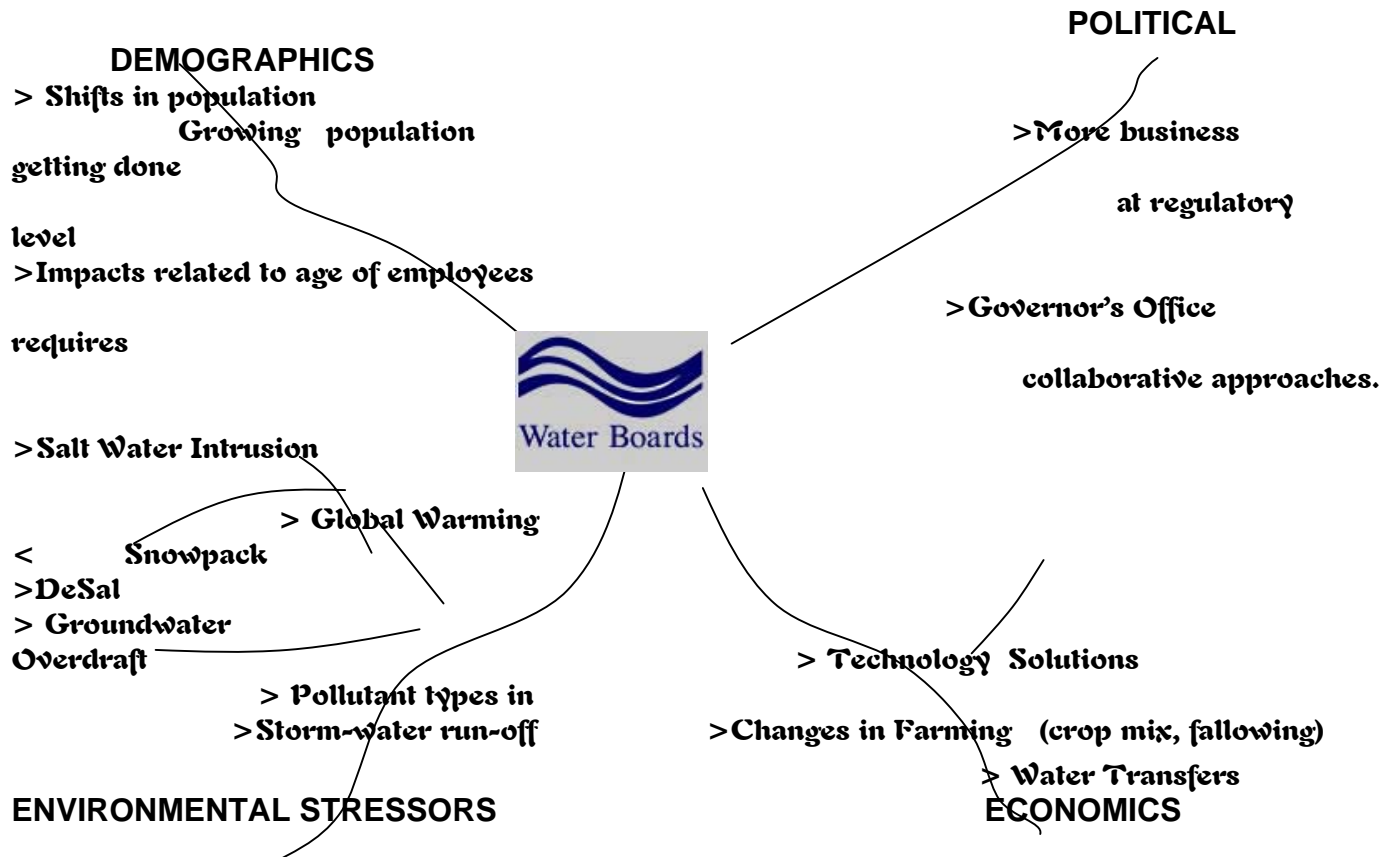 POLITICAL
DEMOGRAPHICS
> Shifts in population
Growing population >More business
getting done
at regulatory
level
>Impacts related to age of employees
>Governor's Office
requires
collaborative approaches.
Water Boards
>Salt Water Intrusion
> Global Warming
< Snowpack
>DeSal
> Groundwater
Overdraft > Technology Solutions
> Pollutant types in
>Storm-water run-off >Changes in Farming (crop mix, fallowing)
> Water Transfers
ENVIRONMENTAL STRESSORS ECONOMICS